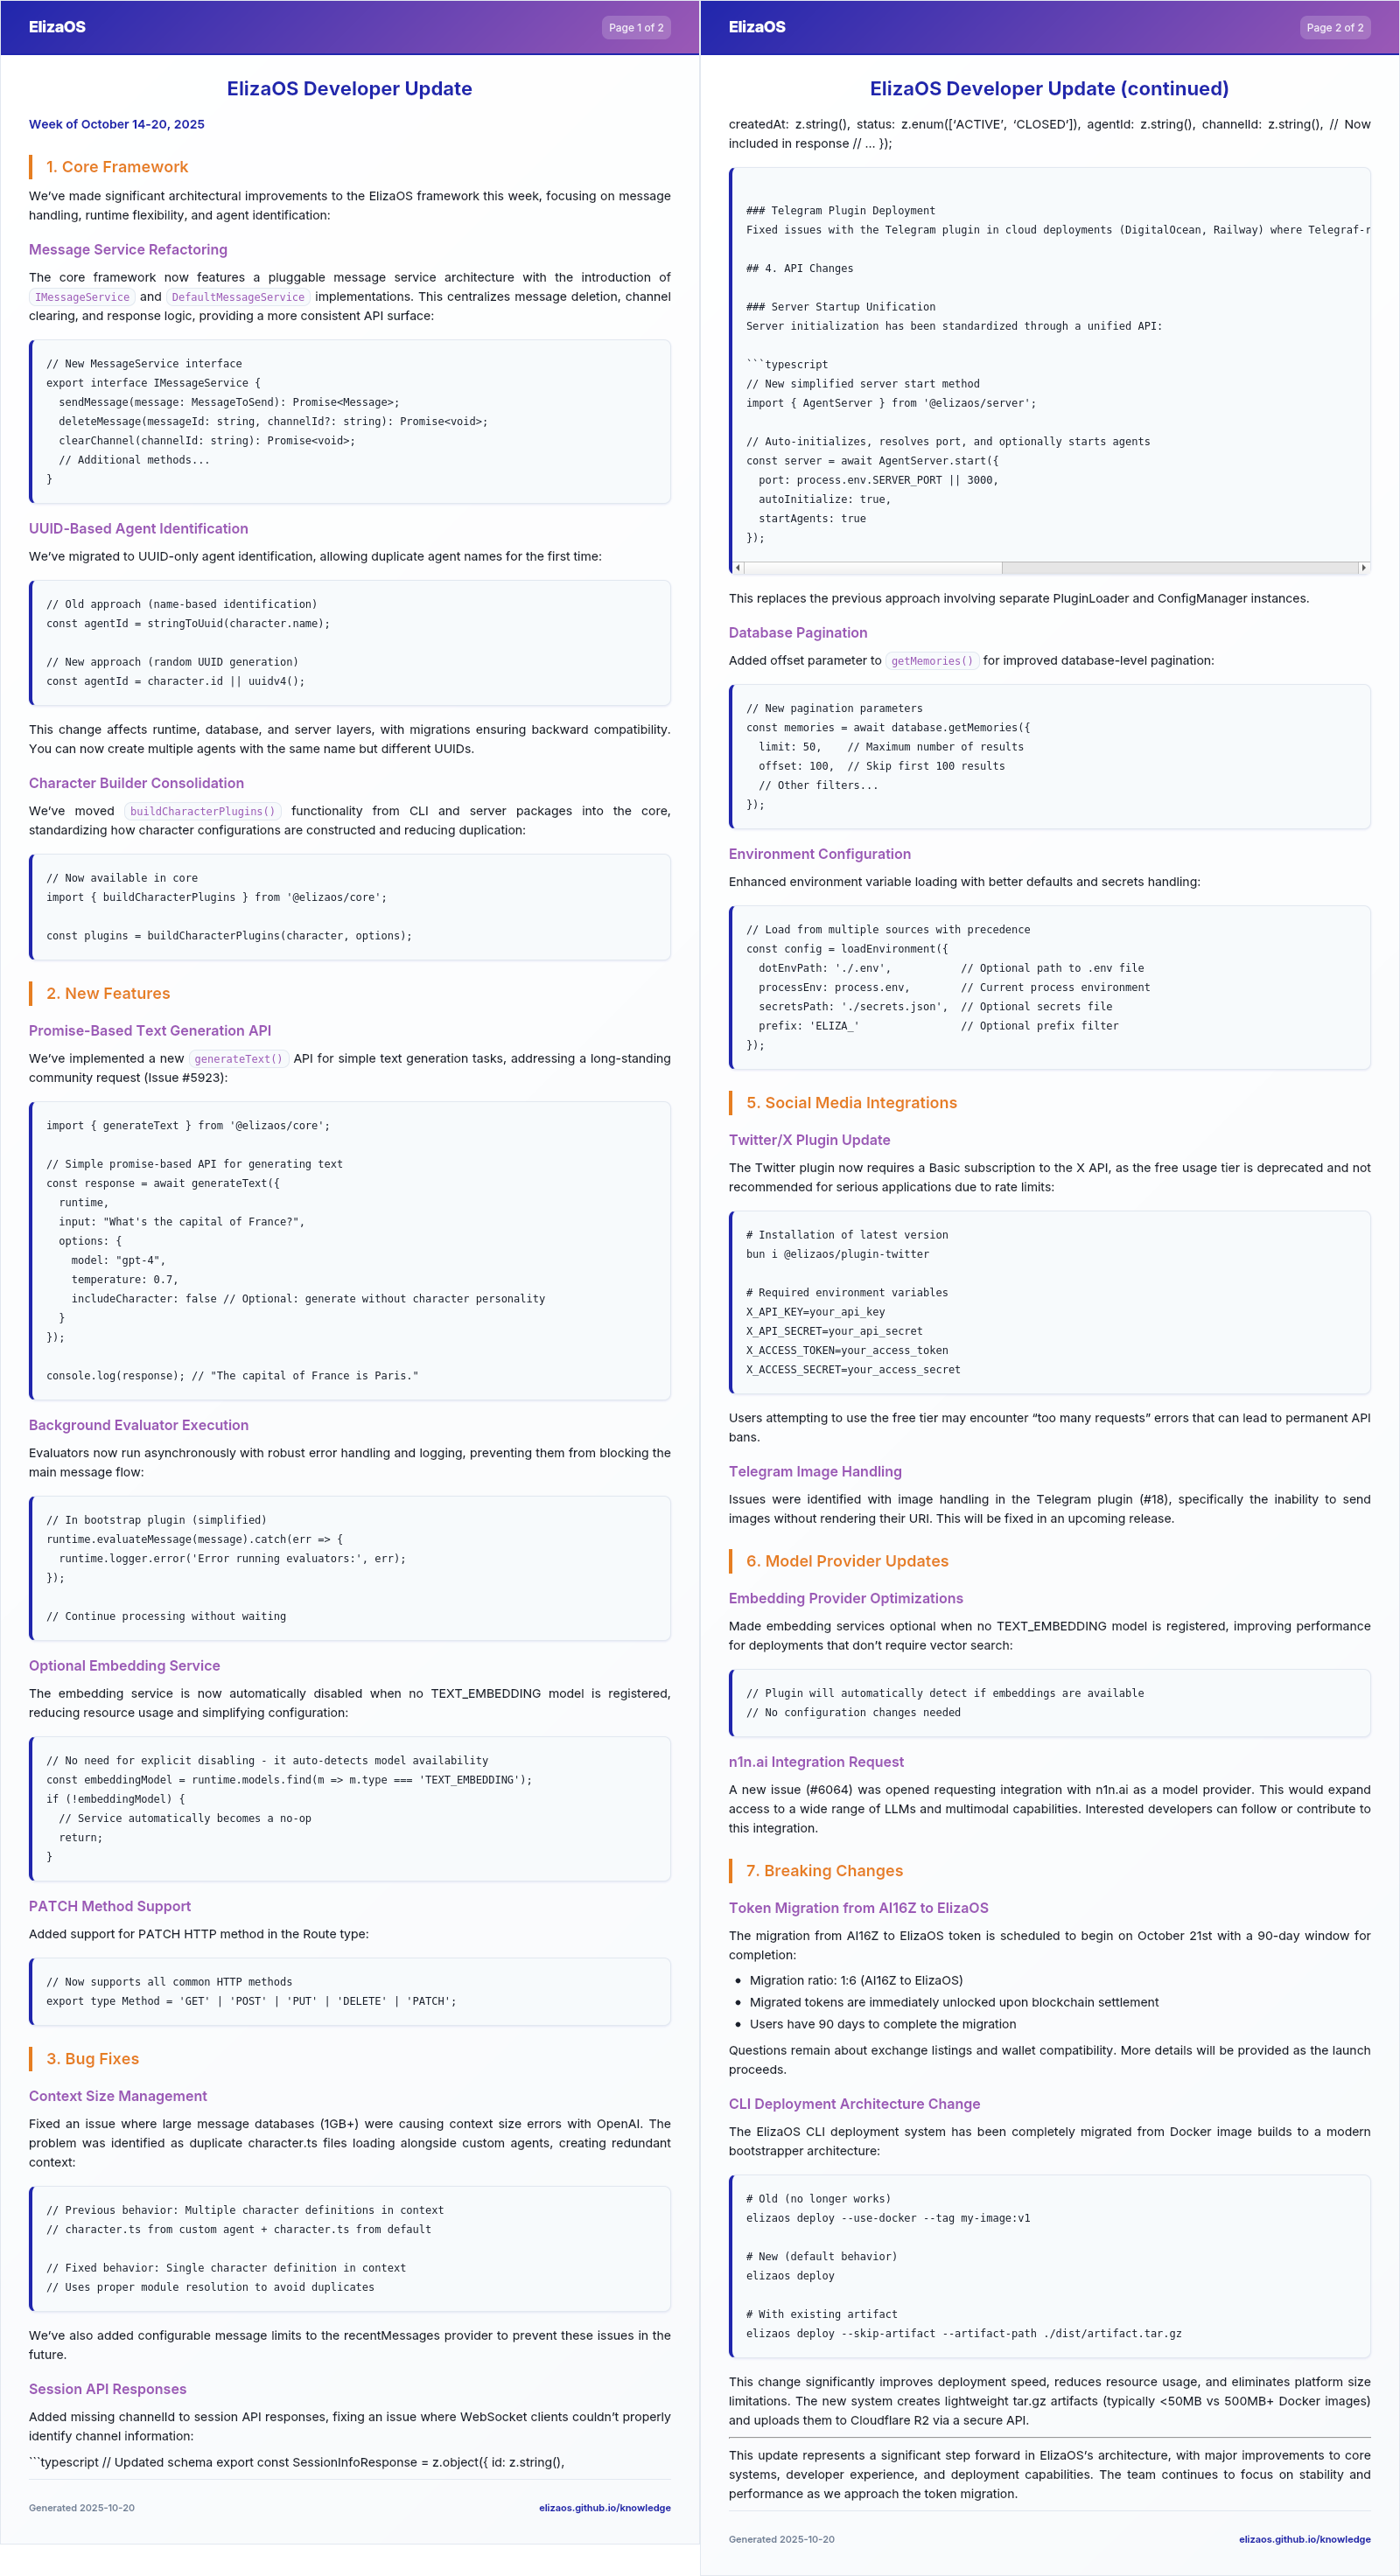 ElizaOS
Page 1 of 2
ElizaOS Developer Update
Week of October 14-20, 2025
1. Core Framework
We've made significant architectural improvements to the ElizaOS framework this week, focusing on message
handling, runtime flexibility, and agent identification:
Message Service Refactoring
The core framework now features a pluggable message service architecture with the introduction of
IMessageService and DefaultMessageService implementations. This centralizes message deletion, channel
clearing, and response logic, providing a more consistent API surface:
// New MessageService interface
export interface IMessageService {
  sendMessage(message: MessageToSend): Promise<Message>;
  deleteMessage(messageId: string, channelId?: string): Promise<void>;
  clearChannel(channelId: string): Promise<void>;
  // Additional methods...
}
UUID-Based Agent Identification
We've migrated to UUID-only agent identification, allowing duplicate agent names for the first time:
// Old approach (name-based identification)
const agentId = stringToUuid(character.name);
// New approach (random UUID generation)
const agentId = character.id || uuidv4();
This change affects runtime, database, and server layers, with migrations ensuring backward compatibility.
You can now create multiple agents with the same name but different UUIDs.
Character Builder Consolidation
We've moved buildCharacterPlugins() functionality from CLI and server packages into the core,
standardizing how character configurations are constructed and reducing duplication:
// Now available in core
import { buildCharacterPlugins } from '@elizaos/core';
const plugins = buildCharacterPlugins(character, options);
2. New Features
Promise-Based Text Generation API
We've implemented a new generateText() API for simple text generation tasks, addressing a long-standing
community request (Issue #5923):
import { generateText } from '@elizaos/core';
// Simple promise-based API for generating text
const response = await generateText({
  runtime,
  input: "What's the capital of France?",
  options: {
    model: "gpt-4",
    temperature: 0.7,
    includeCharacter: false // Optional: generate without character personality
  }
});
console.log(response); // "The capital of France is Paris."
Background Evaluator Execution
Evaluators now run asynchronously with robust error handling and logging, preventing them from blocking the
main message flow:
// In bootstrap plugin (simplified)
runtime.evaluateMessage(message).catch(err => {
  runtime.logger.error('Error running evaluators:', err);
});
// Continue processing without waiting
Optional Embedding Service
The embedding service is now automatically disabled when no TEXT_EMBEDDING model is registered,
reducing resource usage and simplifying configuration:
// No need for explicit disabling - it auto-detects model availability
const embeddingModel = runtime.models.find(m => m.type === 'TEXT_EMBEDDING');
if (!embeddingModel) {
  // Service automatically becomes a no-op
  return;
}
PATCH Method Support
Added support for PATCH HTTP method in the Route type:
// Now supports all common HTTP methods
export type Method = 'GET' | 'POST' | 'PUT' | 'DELETE' | 'PATCH';
3. Bug Fixes
Context Size Management
Fixed an issue where large message databases (1GB+) were causing context size errors with OpenAI. The
problem was identified as duplicate character.ts files loading alongside custom agents, creating redundant
context:
// Previous behavior: Multiple character definitions in context
// character.ts from custom agent + character.ts from default
// Fixed behavior: Single character definition in context
// Uses proper module resolution to avoid duplicates
We've also added configurable message limits to the recentMessages provider to prevent these issues in the
future.
Session API Responses
Added missing channelId to session API responses, fixing an issue where WebSocket clients couldn't properly
identify channel information:
```typescript // Updated schema export const SessionInfoResponse = z.object({ id: z.string(),
Generated 2025-10-20
elizaos.github.io/knowledge
ElizaOS
Page 2 of 2
ElizaOS Developer Update (continued)
createdAt: z.string(), status: z.enum(['ACTIVE', 'CLOSED']), agentId: z.string(), channelId: z.string(), // Now
included in response // ... });
### Telegram Plugin Deployment
Fixed issues with the Telegram plugin in cloud deployments (DigitalOcean, Railway) where Telegraf-r
## 4. API Changes
### Server Startup Unification
Server initialization has been standardized through a unified API:
```typescript
// New simplified server start method
import { AgentServer } from '@elizaos/server';
// Auto-initializes, resolves port, and optionally starts agents
const server = await AgentServer.start({
  port: process.env.SERVER_PORT || 3000,
  autoInitialize: true,
  startAgents: true
});
This replaces the previous approach involving separate PluginLoader and ConfigManager instances.
Database Pagination
Added offset parameter to getMemories() for improved database-level pagination:
// New pagination parameters
const memories = await database.getMemories({
  limit: 50,    // Maximum number of results
  offset: 100,  // Skip first 100 results
  // Other filters...
});
Environment Configuration
Enhanced environment variable loading with better defaults and secrets handling:
// Load from multiple sources with precedence
const config = loadEnvironment({
  dotEnvPath: './.env',           // Optional path to .env file
  processEnv: process.env,        // Current process environment
  secretsPath: './secrets.json',  // Optional secrets file
  prefix: 'ELIZA_'                // Optional prefix filter
});
5. Social Media Integrations
Twitter/X Plugin Update
The Twitter plugin now requires a Basic subscription to the X API, as the free usage tier is deprecated and not
recommended for serious applications due to rate limits:
# Installation of latest version
bun i @elizaos/plugin-twitter
# Required environment variables
X_API_KEY=your_api_key
X_API_SECRET=your_api_secret
X_ACCESS_TOKEN=your_access_token
X_ACCESS_SECRET=your_access_secret
Users attempting to use the free tier may encounter “too many requests” errors that can lead to permanent API
bans.
Telegram Image Handling
Issues were identified with image handling in the Telegram plugin (#18), specifically the inability to send
images without rendering their URI. This will be fixed in an upcoming release.
6. Model Provider Updates
Embedding Provider Optimizations
Made embedding services optional when no TEXT_EMBEDDING model is registered, improving performance
for deployments that don't require vector search:
// Plugin will automatically detect if embeddings are available
// No configuration changes needed
n1n.ai Integration Request
A new issue (#6064) was opened requesting integration with n1n.ai as a model provider. This would expand
access to a wide range of LLMs and multimodal capabilities. Interested developers can follow or contribute to
this integration.
7. Breaking Changes
Token Migration from AI16Z to ElizaOS
The migration from AI16Z to ElizaOS token is scheduled to begin on October 21st with a 90-day window for
completion:
• Migration ratio: 1:6 (AI16Z to ElizaOS)
• Migrated tokens are immediately unlocked upon blockchain settlement
• Users have 90 days to complete the migration
Questions remain about exchange listings and wallet compatibility. More details will be provided as the launch
proceeds.
CLI Deployment Architecture Change
The ElizaOS CLI deployment system has been completely migrated from Docker image builds to a modern
bootstrapper architecture:
# Old (no longer works)
elizaos deploy --use-docker --tag my-image:v1
# New (default behavior)
elizaos deploy
# With existing artifact
elizaos deploy --skip-artifact --artifact-path ./dist/artifact.tar.gz
This change significantly improves deployment speed, reduces resource usage, and eliminates platform size
limitations. The new system creates lightweight tar.gz artifacts (typically <50MB vs 500MB+ Docker images)
and uploads them to Cloudflare R2 via a secure API.
This update represents a significant step forward in ElizaOS's architecture, with major improvements to core
systems, developer experience, and deployment capabilities. The team continues to focus on stability and
performance as we approach the token migration.
Generated 2025-10-20
elizaos.github.io/knowledge